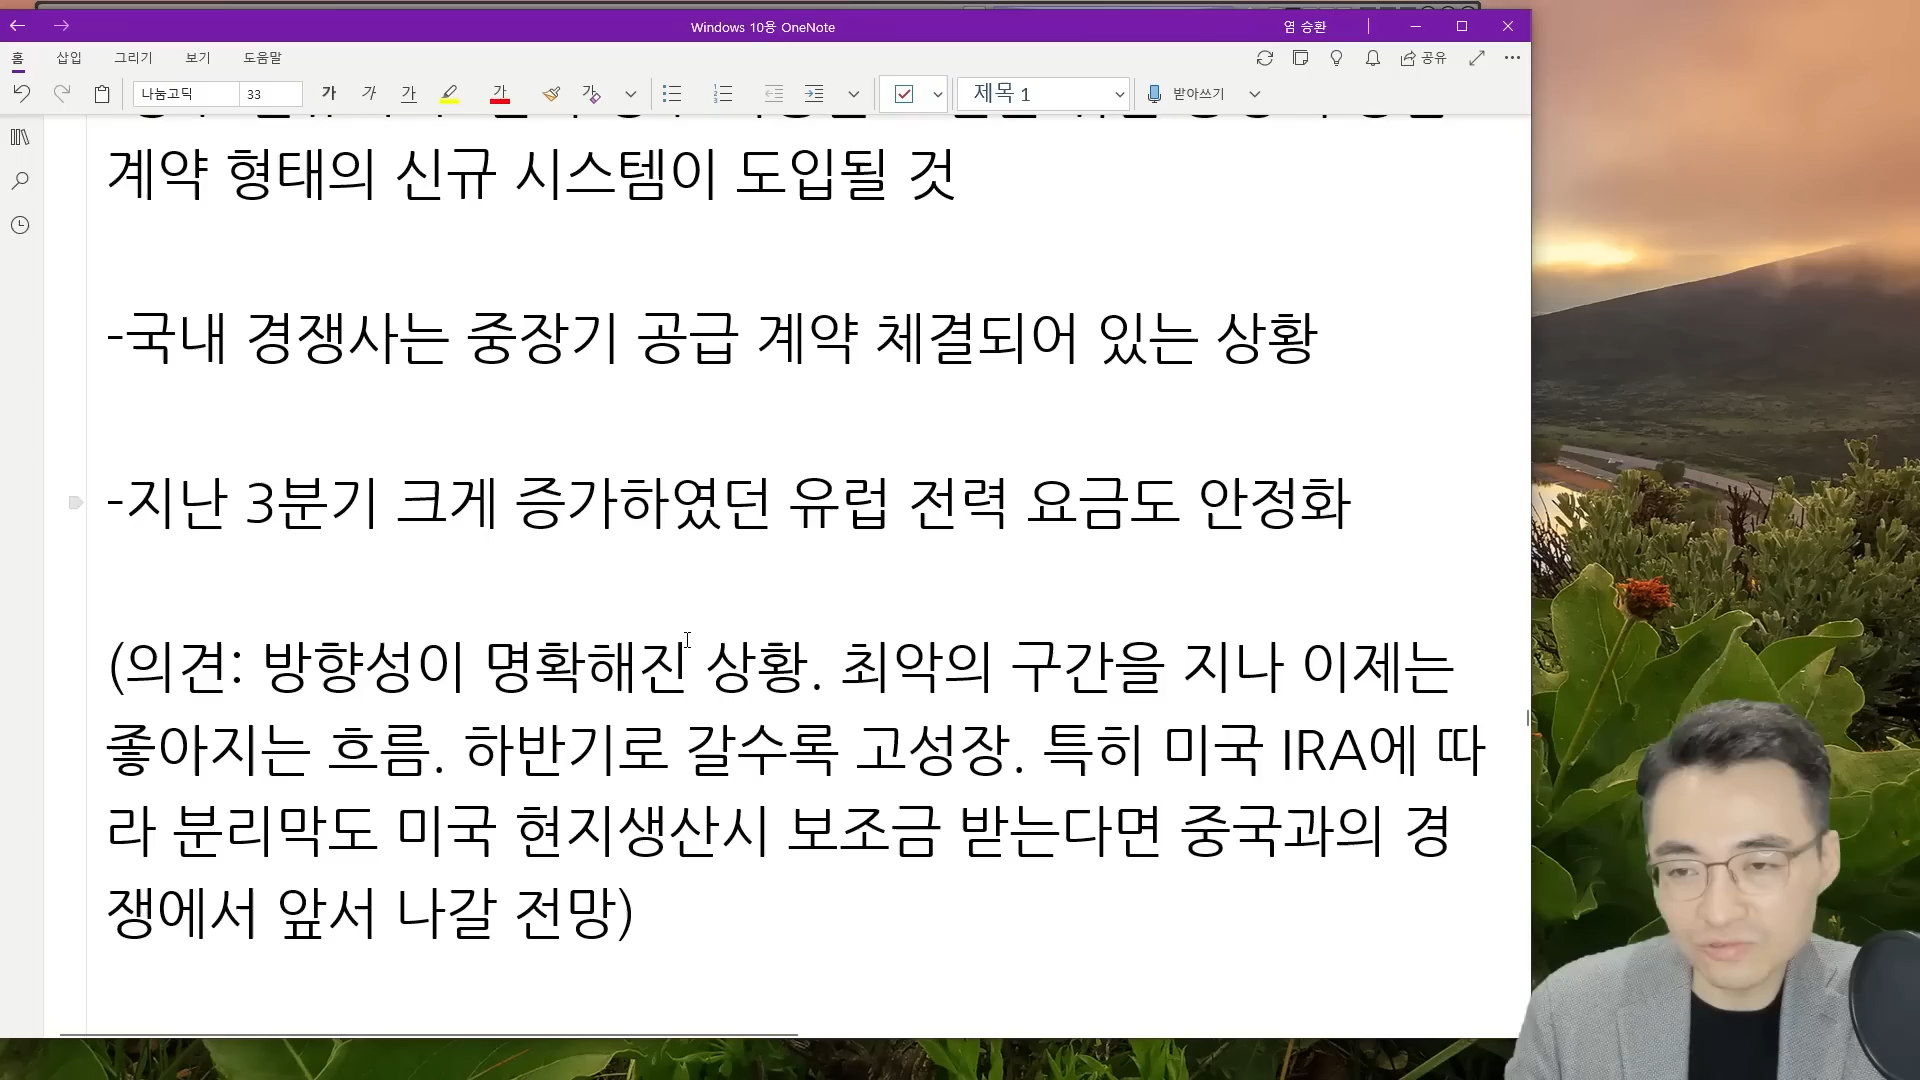 Windows 10용 OneNote
염 승환
홈 삽입 그리기 보기 도움말
공유
나눔고딕 33 가 가 가 가 가 제목 1 받아쓰기
계약 형태의 신규 시스템이 도입될 것
-국내 경쟁사는 중장기 공급 계약 체결되어 있는 상황
-지난 3분기 크게 증가하였던 유럽 전력 요금도 안정화
(의견: 방향성이 명확해진 상황. 최악의 구간을 지나 이제는
좋아지는 흐름. 하반기로 갈수록 고성장. 특히 미국 IRA에 따
라 분리막도 미국 현지생산시 보조금 받는다면 중국과의 경
쟁에서 앞서 나갈 전망)